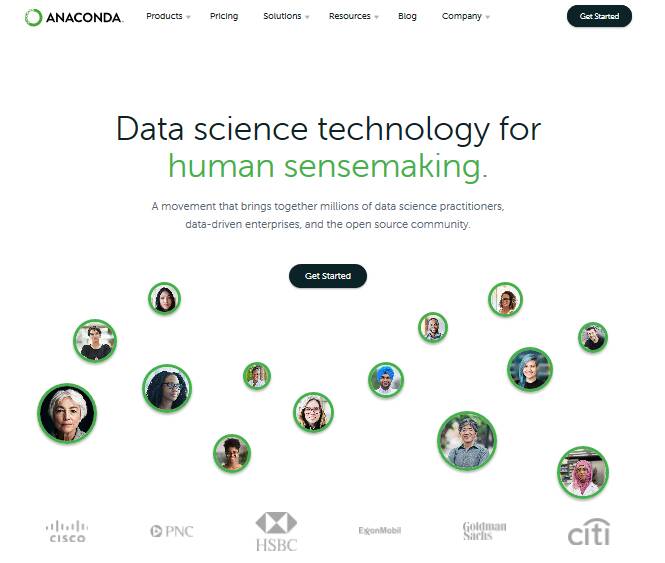 ANACONDA.
Products
Pricing
Solutions
Resources
Blog
Company
Get Started
Data science technology for
human sensemaking.
A movement that brings together millions of data science practitioners,
data-driven enterprises, and the open source community.
Get Started
CISCO
PNC
HSBC
ExxonMobil
Goldman
Sachs
citi